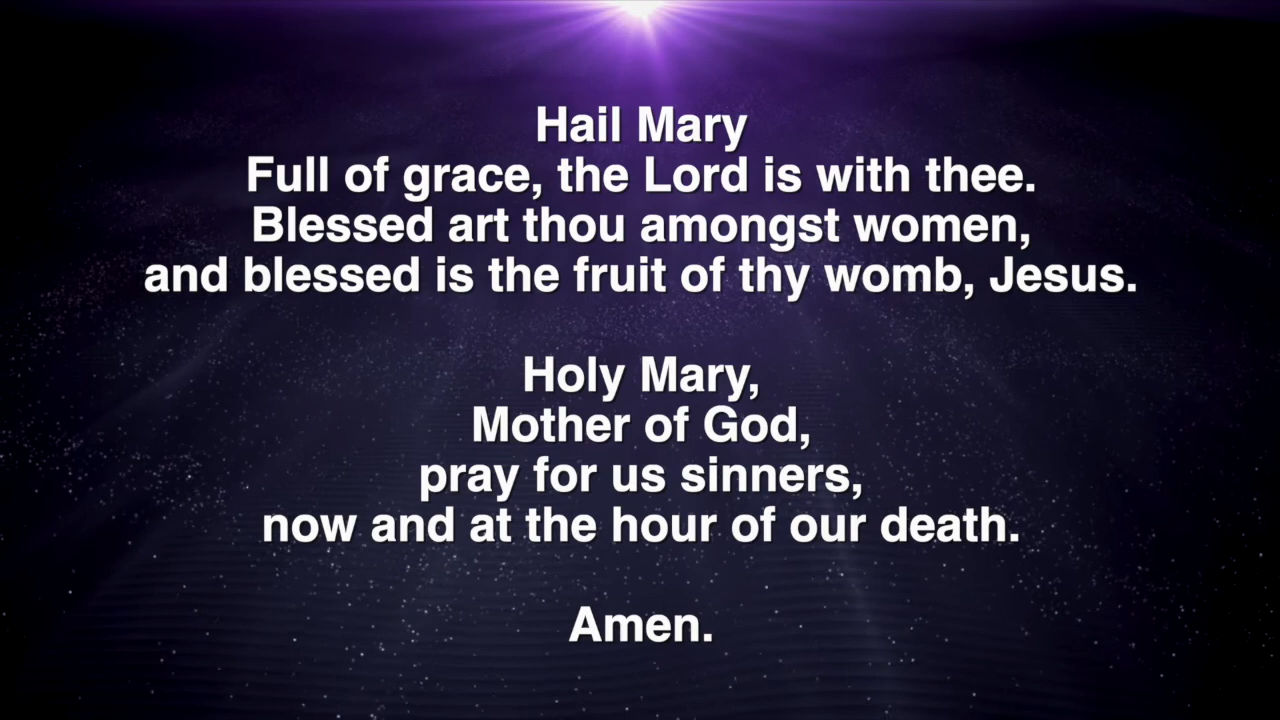 Hail Mary
Full of grace, the Lord is with thee.
Blessed art thou amongst women,
and blessed is the fruit of thy womb, Jesus.
Holy Mary,
Mother of God,
pray for us sinners,
now and at the hour of our death.
Amen.